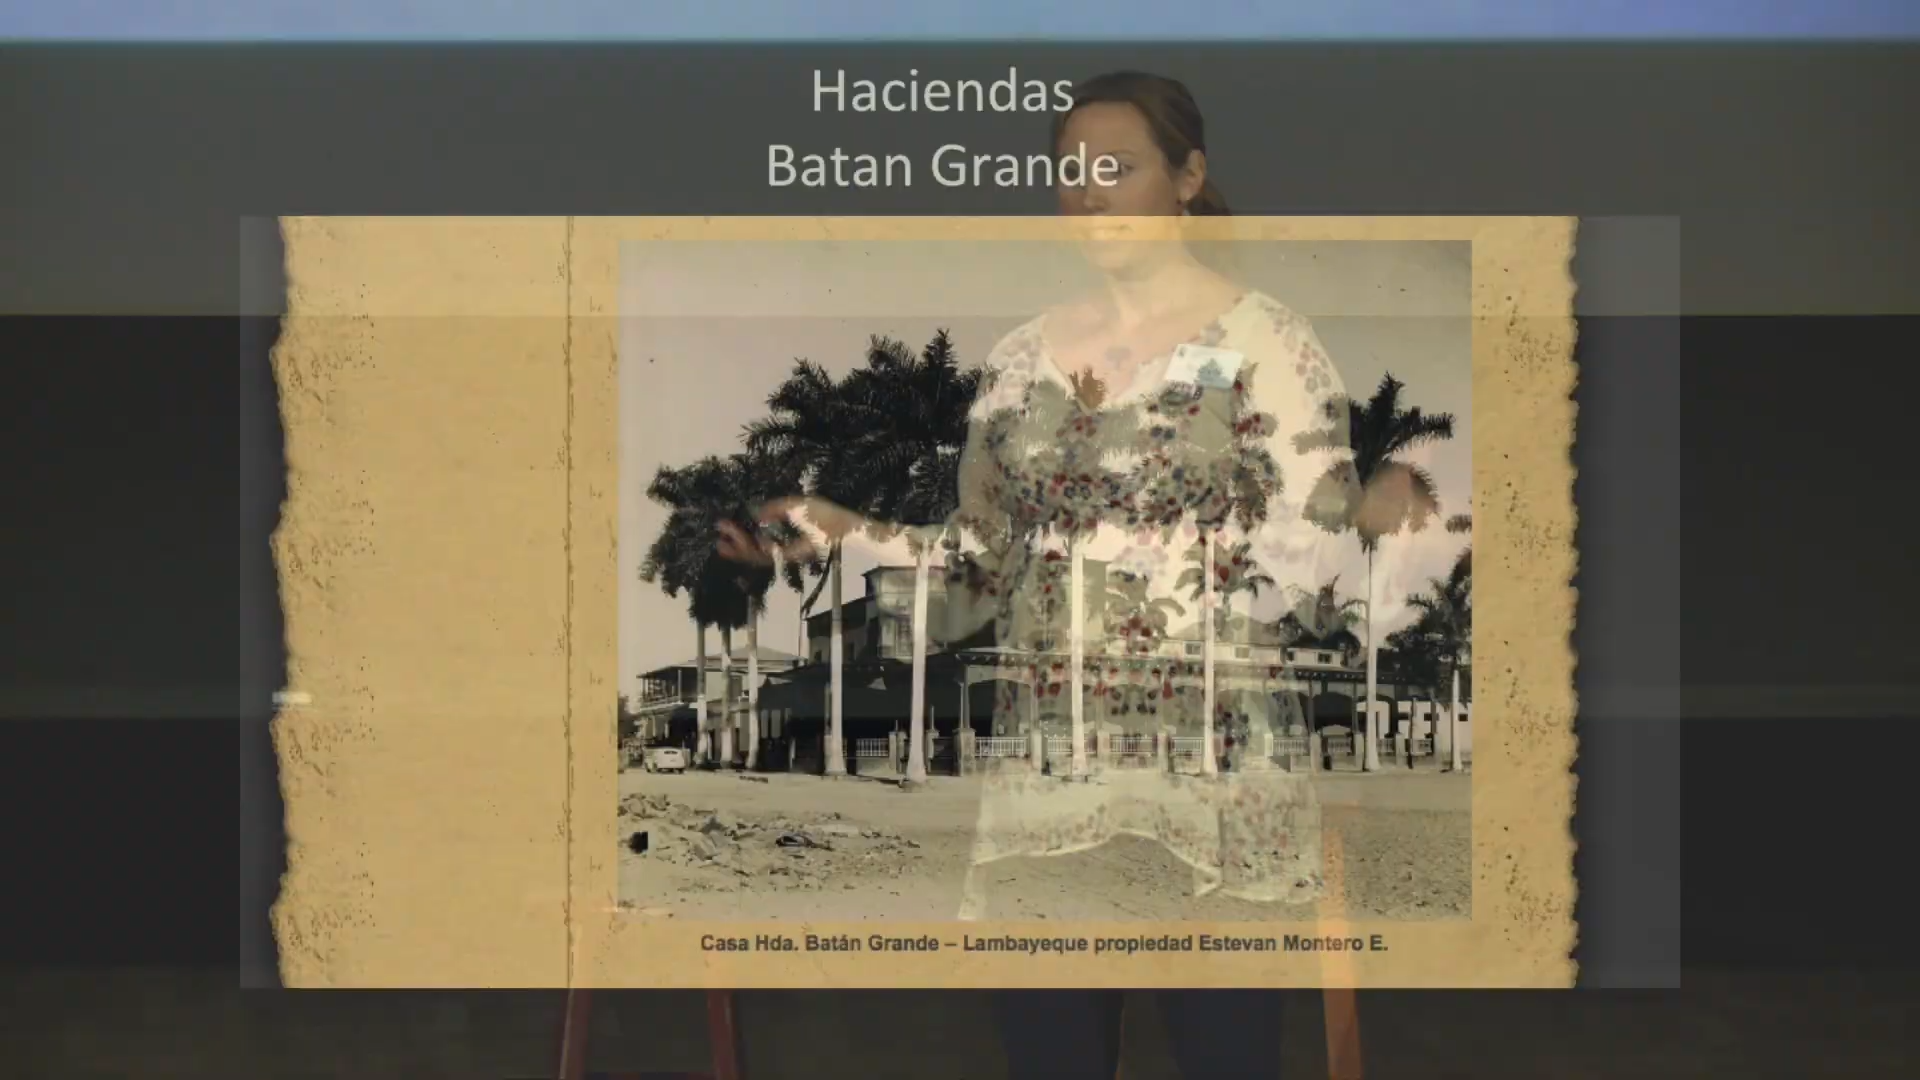 Haciendas
Batan Grande
Casa Hda. Batán Grande – Lambayeque propiedad Estevan Montero E.